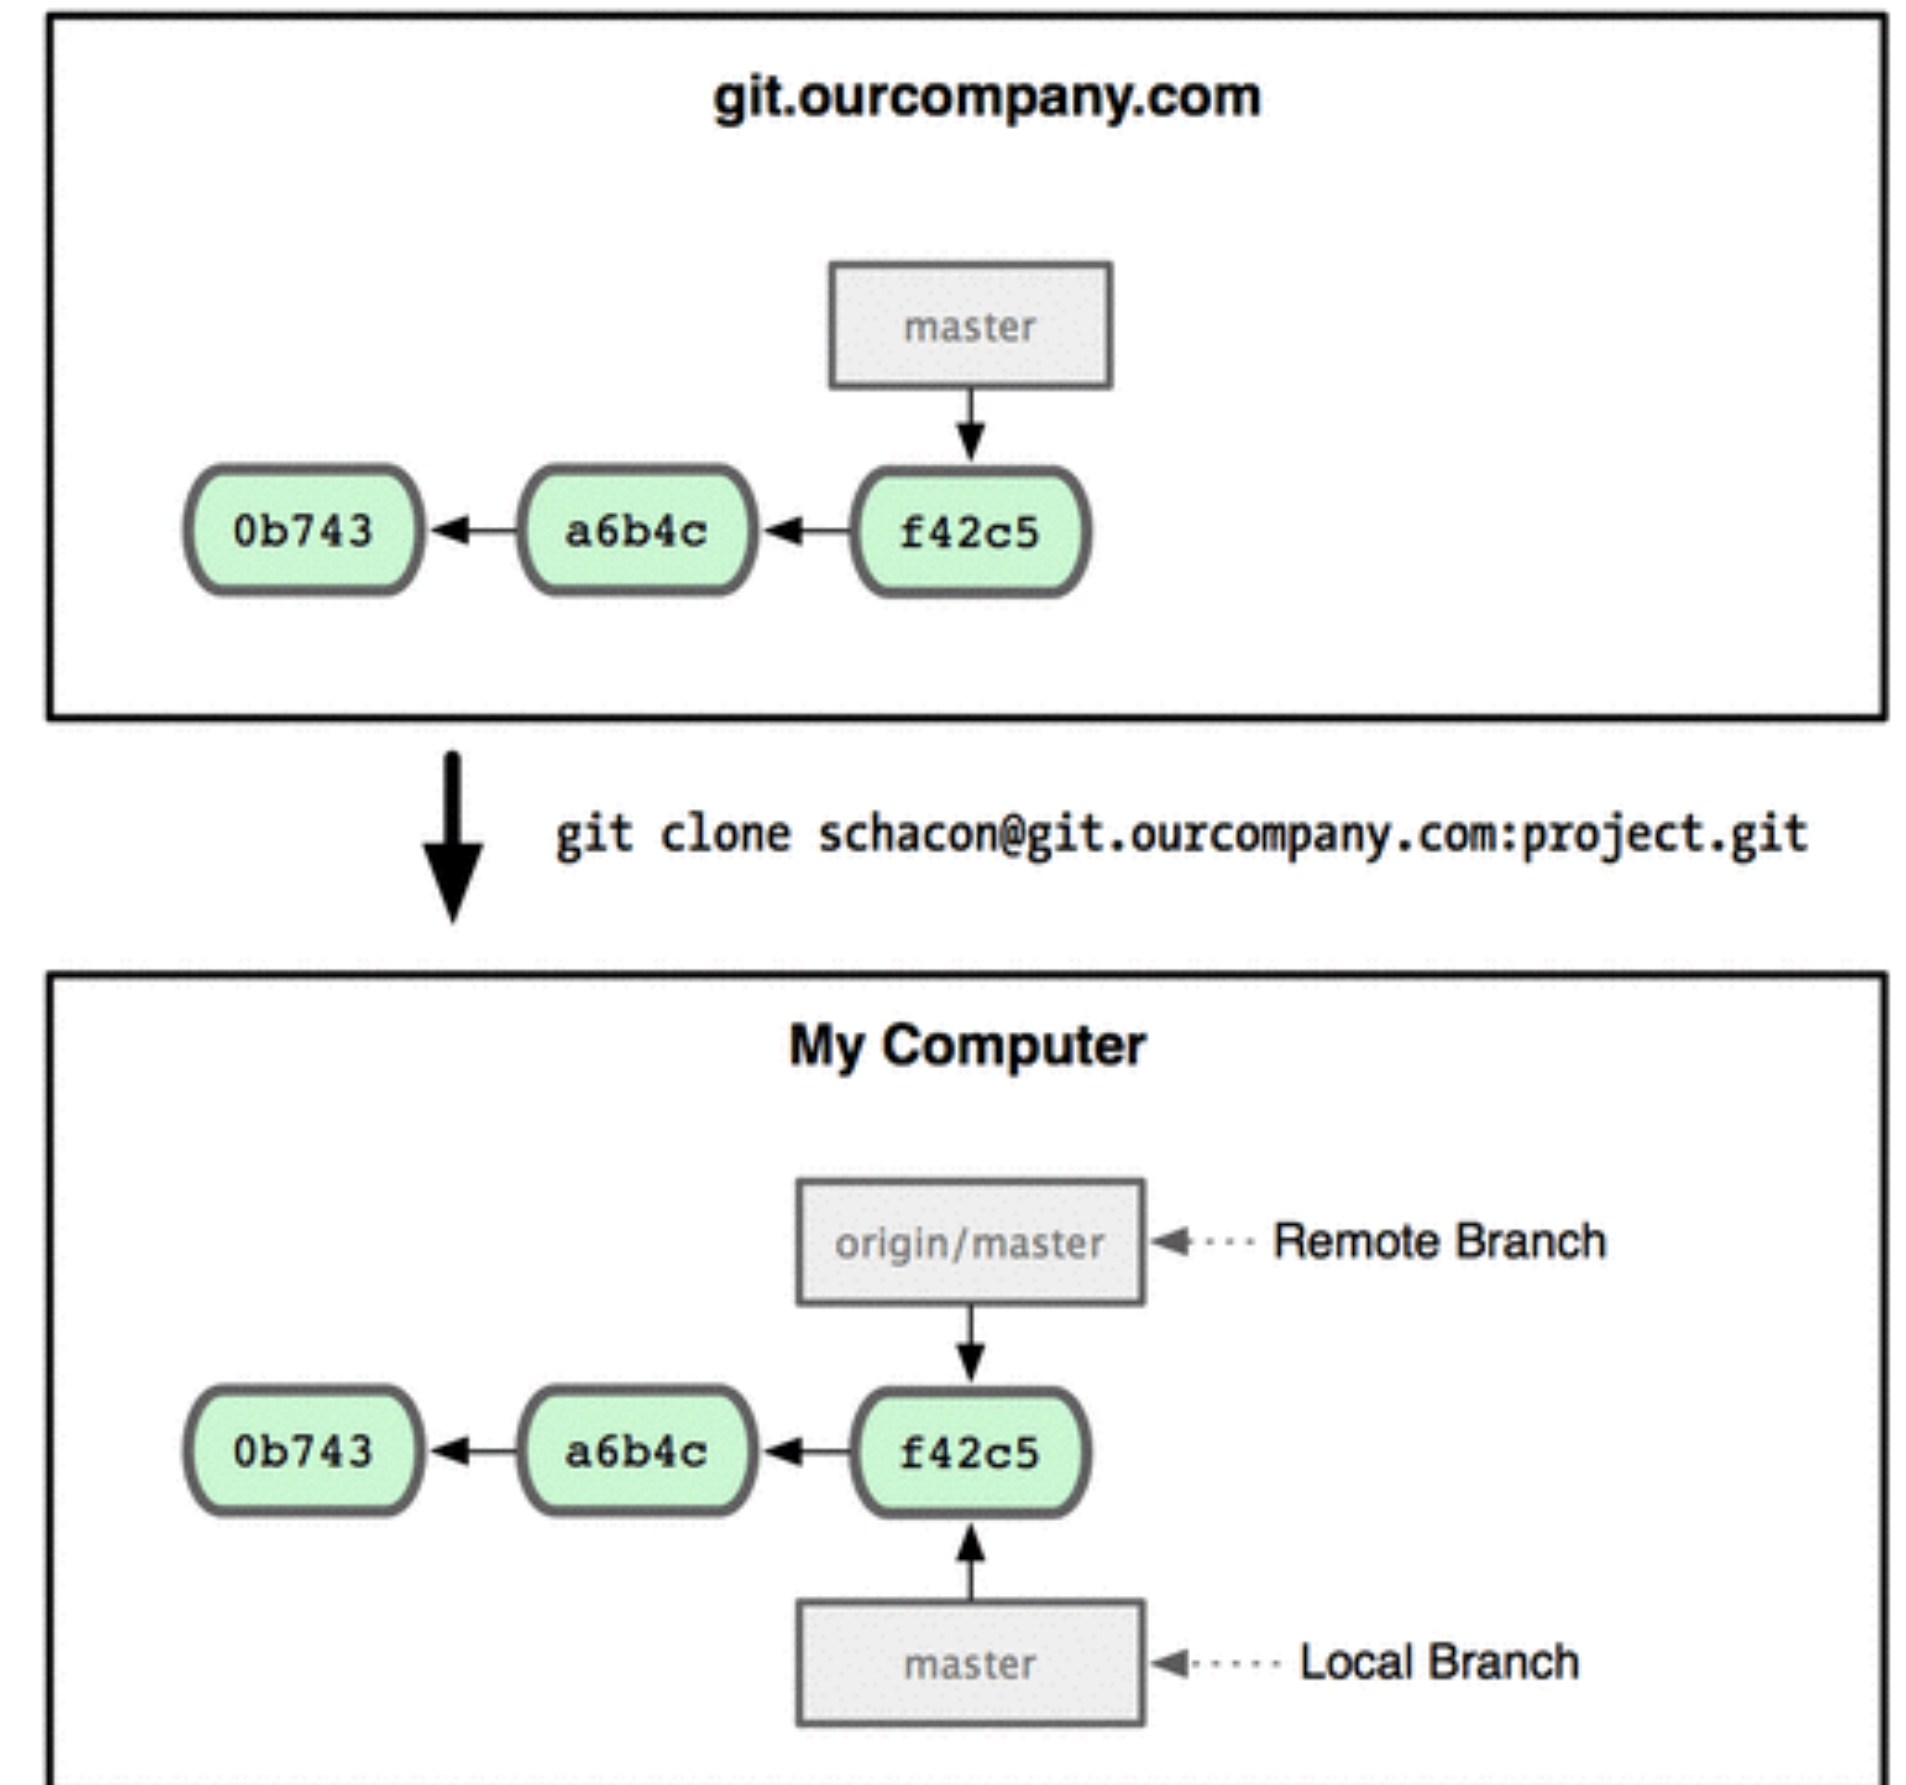 git.ourcompany.com
master
0b743 a6b4c f42c5
git clone schacon@git.ourcompany.com:project.git
My Computer
origin/master Remote Branch
0b743 a6b4c f42c5
master Local Branch